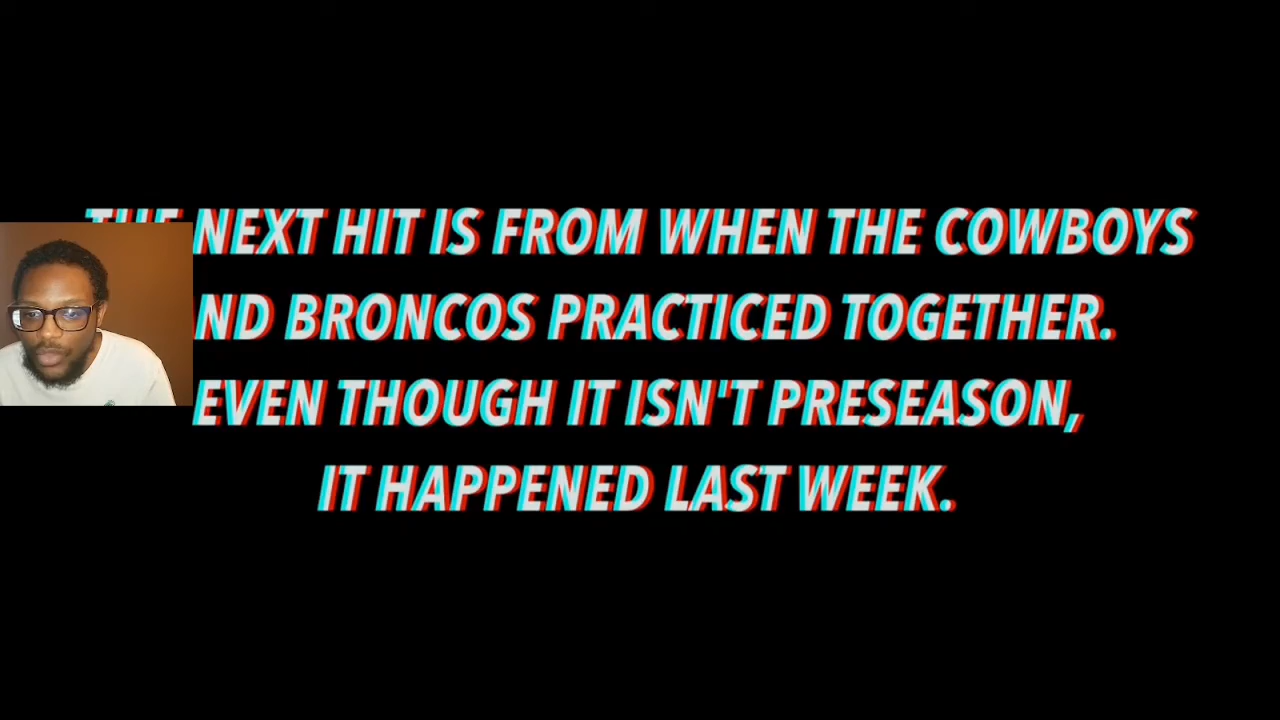 THE NEXT HIT IS FROM WHEN THE COWBOYS
ND BRONCOS PRACTICED TOGETHER.
EVEN THOUGH IT ISN'T PRESEASON,
IT HAPPENED LAST WEEK.